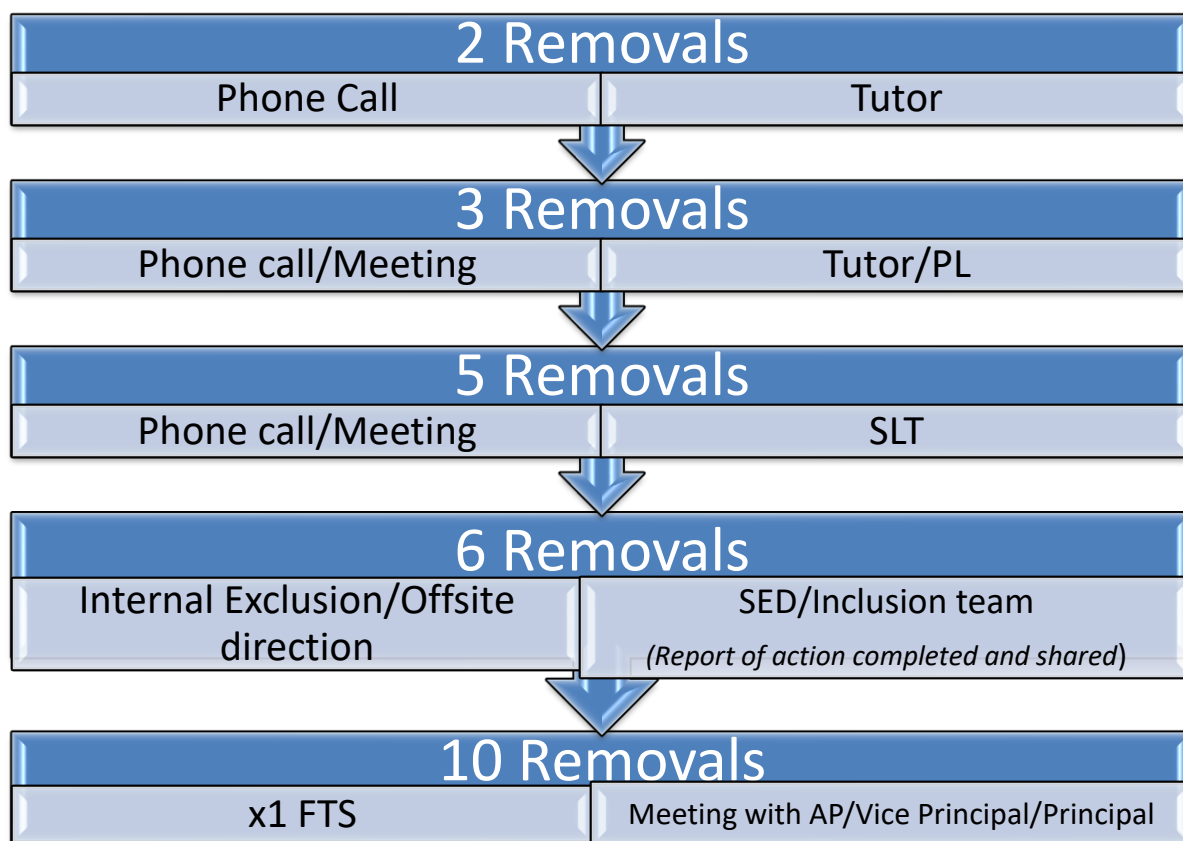 2 Removals
Phone Call
Tutor
3 Removals
Phone call/Meeting
Tutor/PL
5 Removals
Phone call/Meeting
SLT
6 Removals
Internal Exclusion/Offsite
direction
SED/Inclusion team
(Report of action completed and shared)
10 Removals
x1 FTS
Meeting with AP/Vice Principal/Principal